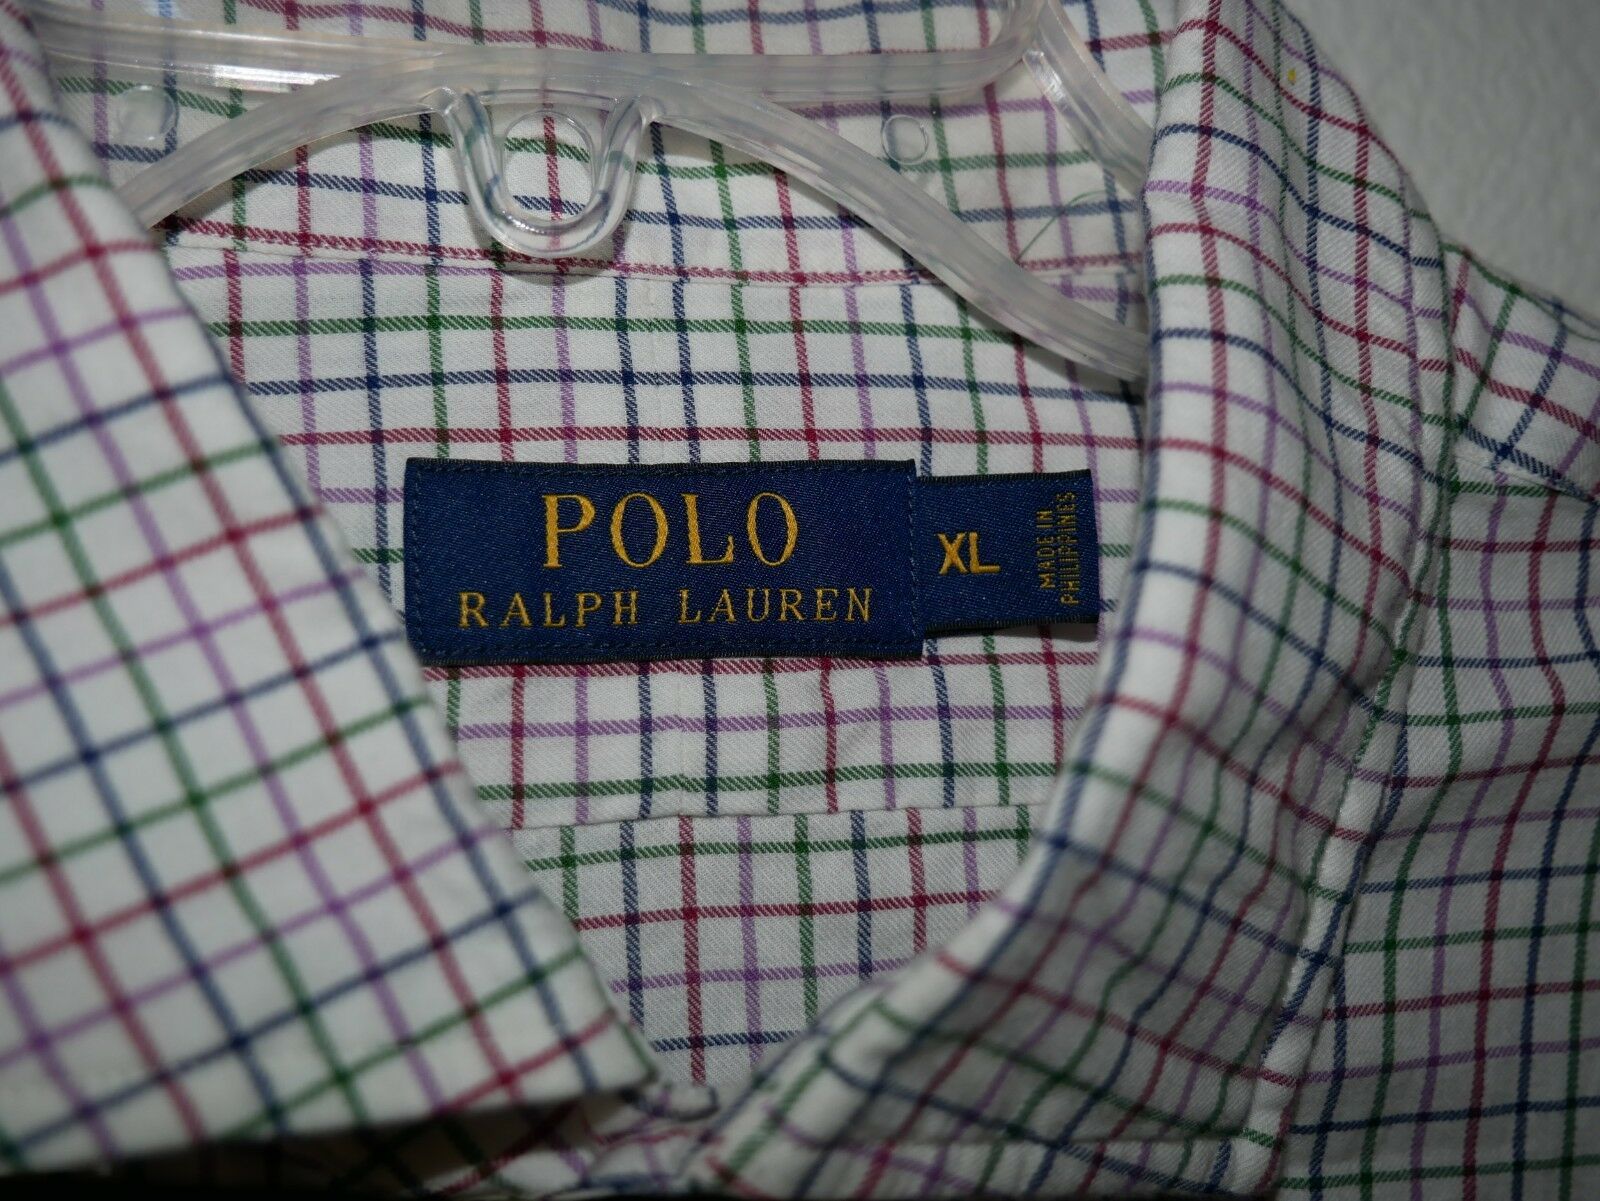 POLO
RALPH LAUREN
XL
MADE IN
PHILIPPINES